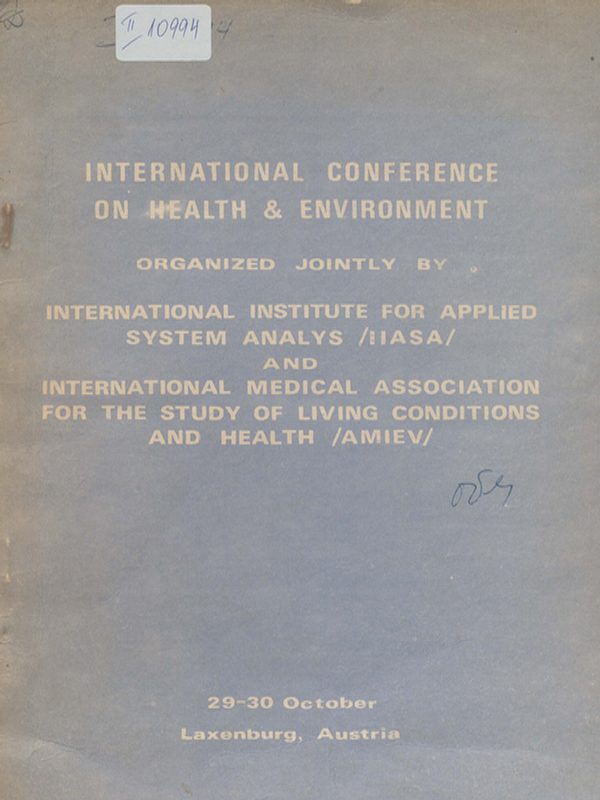 II 10994
INTERNATIONAL CONFERENCE
ON HEALTH & ENVIRONMENT
ORGANIZED JOINTLY BY
INTERNATIONAL INSTITUTE FOR APPLIED
SYSTEM ANALYS /IIASA/
AND
INTERNATIONAL MEDICAL ASSOCIATION
FOR THE STUDY OF LIVING CONDITIONS
AND HEALTH /AMIEV/
29-30 October
Laxenburg, Austria